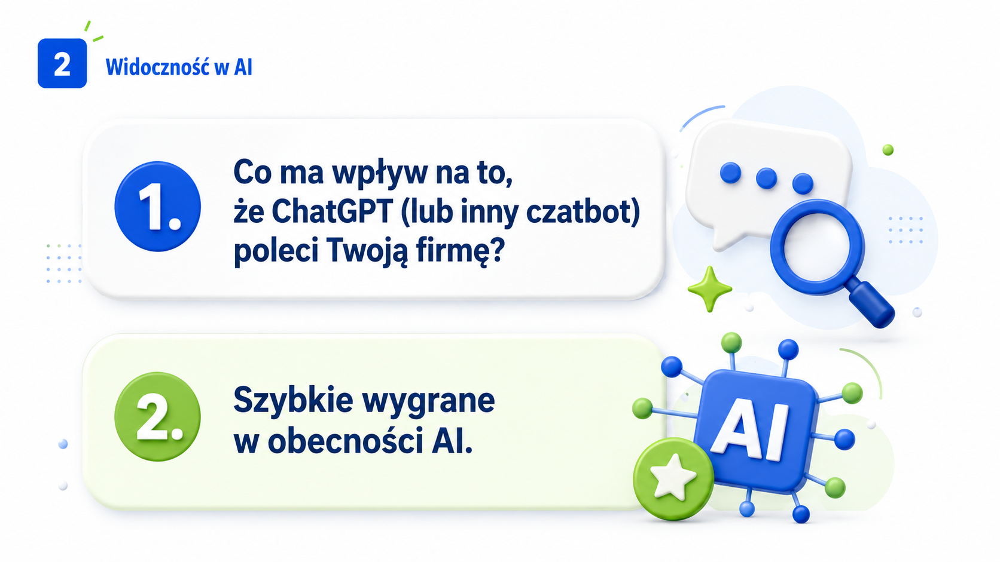 2
Widoczność w AI
1.
Co ma wpływ na to,
że ChatGPT (lub inny czatbot)
poleci Twoją firmę?
2.
Szybkie wygrane
w obecności AI.
AI